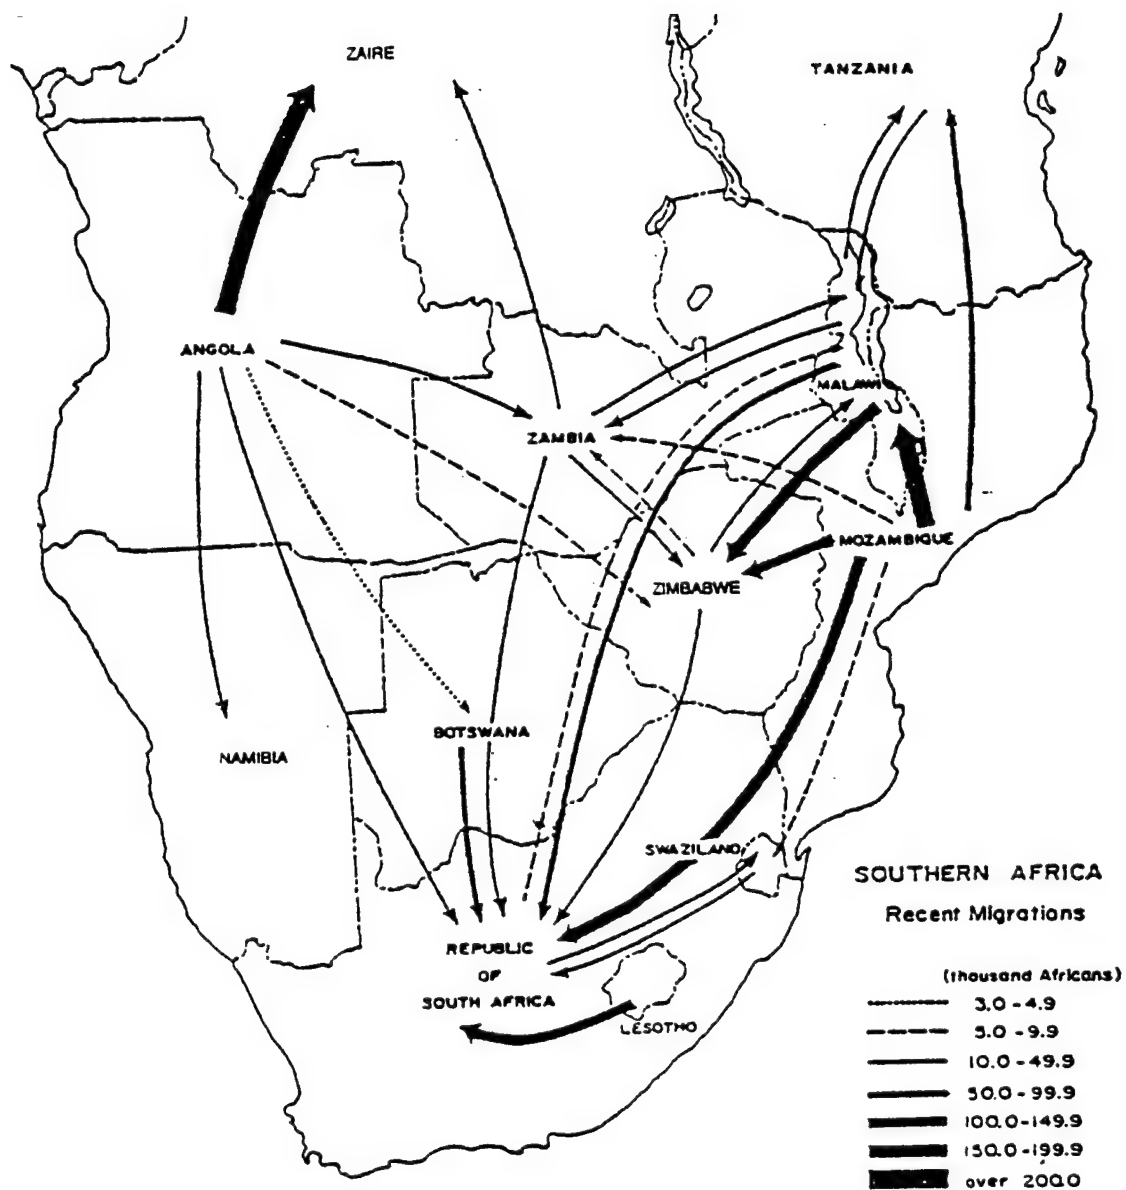 ZAIRE
TANZANIA
ANGOLA
MALAWI
ZAMBIA
MOZAMBIQUE
ZIMBABWE
BOTSWANA
NAMIBIA
SWAZILAND
REPUBLIC
OF
SOUTH AFRICA
LESOTHO
SOUTHERN AFRICA
Recent Migrations
(thousand Africans)
3.0-4.9
5.0-9.9
10.0-49.9
50.0-99.9
100.0-149.9
150.0-199.9
over 200.0